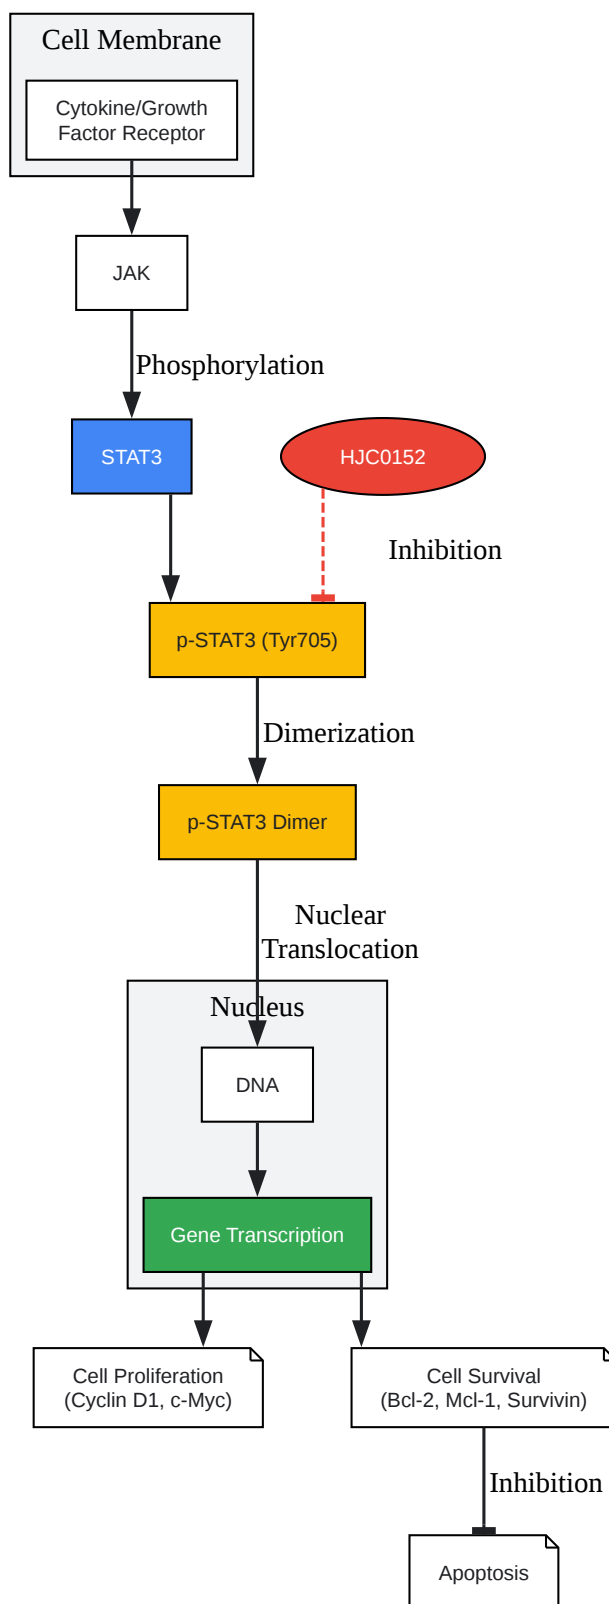 Cell Membrane
Cytokine/Growth
Factor Receptor
JAK
Phosphorylation
STAT3
HJC0152
Inhibition
p-STAT3 (Tyr705)
Dimerization
p-STAT3 Dimer
Nuclear
Translocation
Nucleus
DNA
Gene Transcription
Cell Proliferation
(Cyclin D1, c-Myc)
Cell Survival
(Bcl-2, Mcl-1, Survivin)
Inhibition
Apoptosis